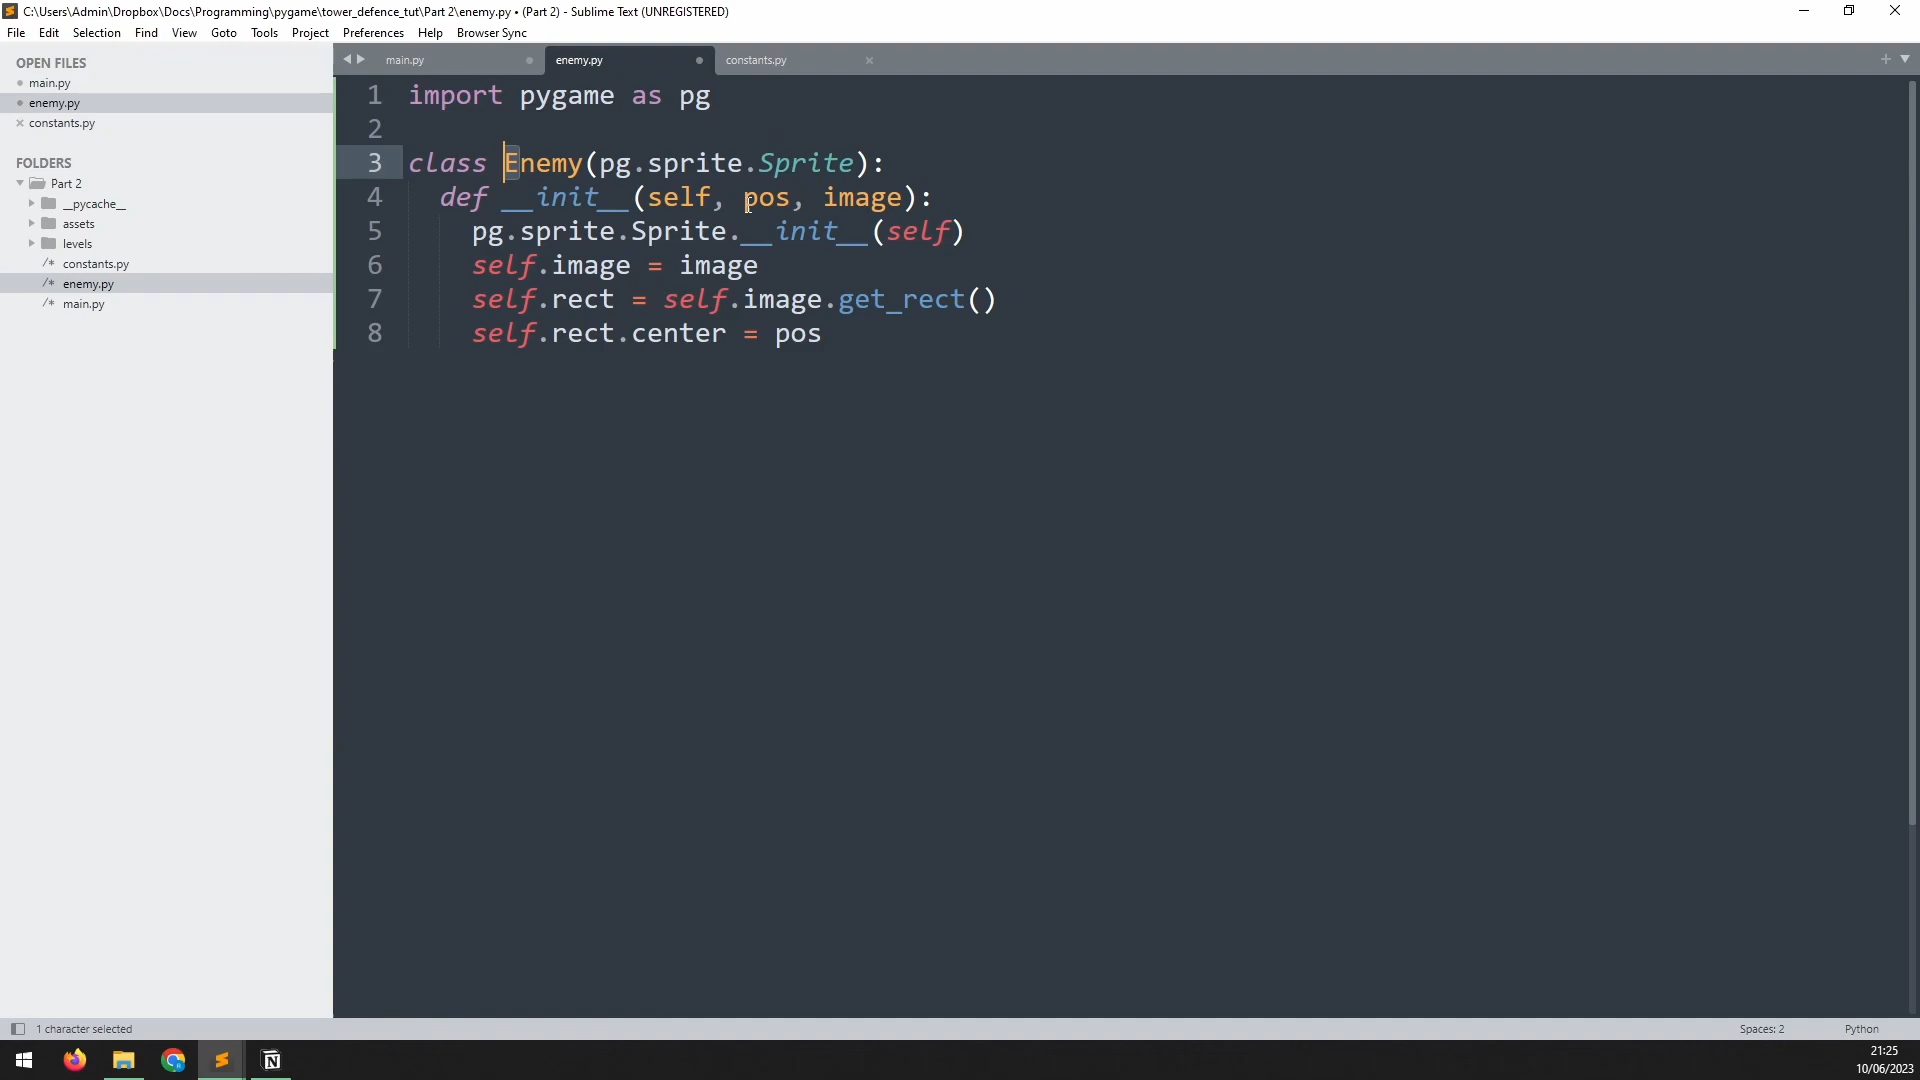 C:\Users\Admin\Dropbox\Docs\Programming\pygame\tower_defence_tut\Part 2\enemy.py • (Part 2) - Sublime Text (UNREGISTERED)
File Edit Selection Find View Goto Tools Project Preferences Help Browser Sync
OPEN FILES
main.py
enemy.py
constants.py
FOLDERS
Part 2
__pycache__
assets
levels
/* constants.py
/* enemy.py
/* main.py
main.py enemy.py constants.py
1 import pygame as pg
2
3 class Enemy(pg.sprite.Sprite):
4 def __init__(self, pos, image):
5 pg.sprite.Sprite.__init__(self)
6 self.image = image
7 self.rect = self.image.get_rect()
8 self.rect.center = pos
1 character selected
Spaces: 2
Python
21:25
10/06/2023